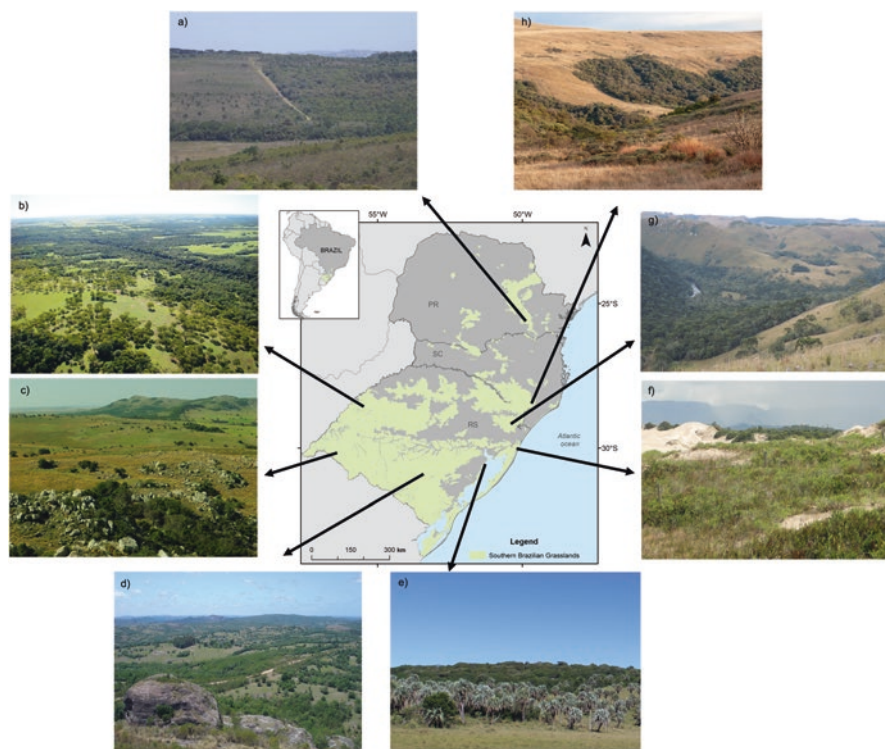 a)
h)
b)
55°W
50°W
g)
N
BRAZIL
25°S
PR
SC
c)
f)
RS
Atlantic
ocean
30°S
Legend
0 150 300 km
Southern Brazilian Grasslands
d)
e)